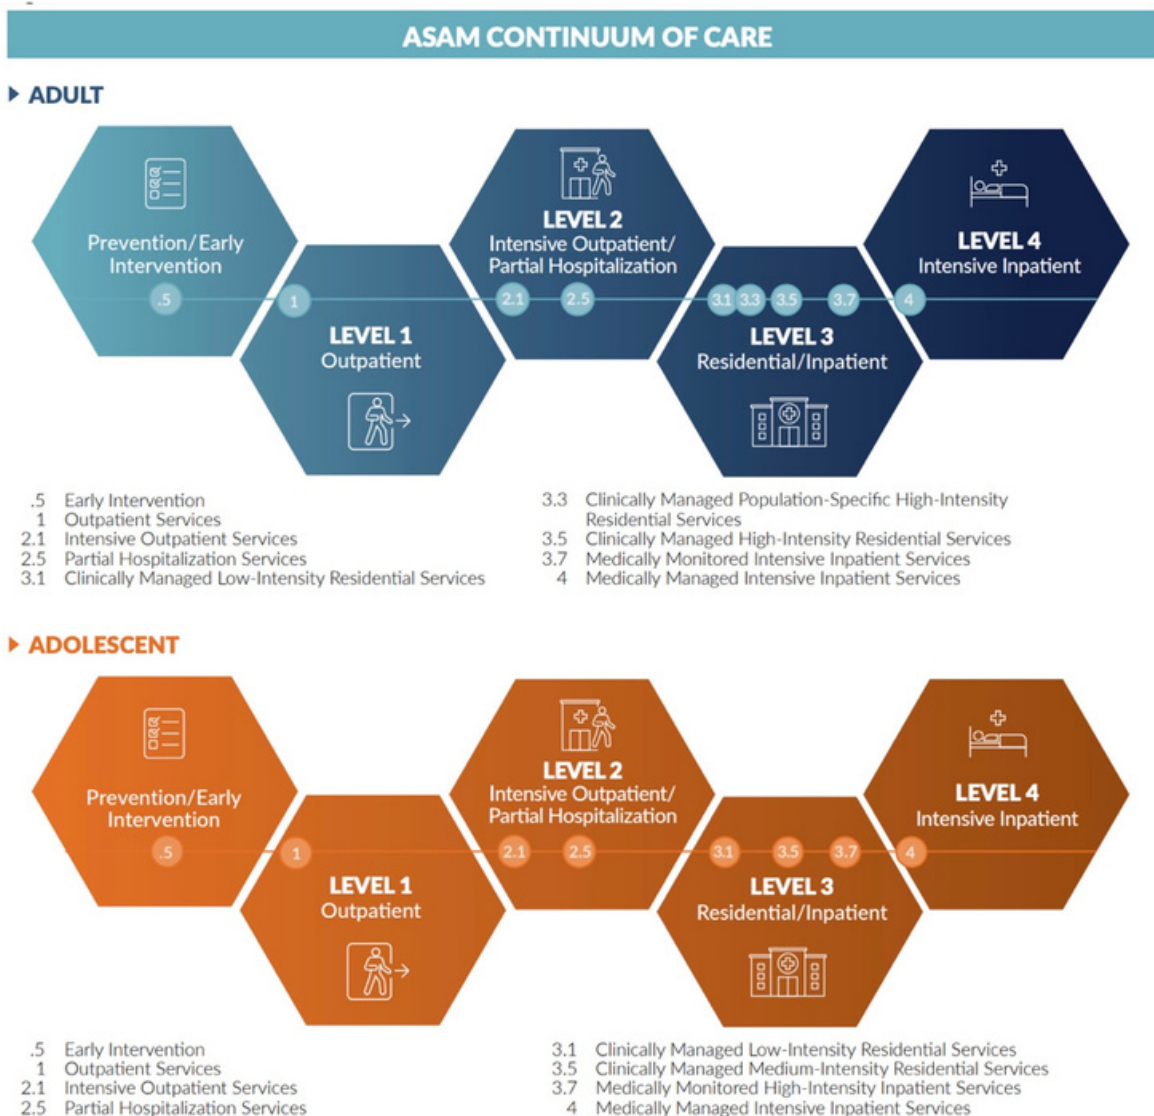 ASAM CONTINUUM OF CARE
ADULT
Prevention/Early
Intervention
.5
1
LEVEL 1
Outpatient
LEVEL 2
Intensive Outpatient/
Partial Hospitalization
2.1 2.5
3.1 3.3 3.5 3.7
LEVEL 3
Residential/Inpatient
LEVEL 4
Intensive Inpatient
4
.5 Early Intervention
1 Outpatient Services
2.1 Intensive Outpatient Services
2.5 Partial Hospitalization Services
3.1 Clinically Managed Low-Intensity Residential Services
3.3 Clinically Managed Population-Specific High-Intensity
Residential Services
3.5 Clinically Managed High-Intensity Residential Services
3.7 Medically Monitored Intensive Inpatient Services
4 Medically Managed Intensive Inpatient Services
ADOLESCENT
Prevention/Early
Intervention
.5
1
LEVEL 1
Outpatient
LEVEL 2
Intensive Outpatient/
Partial Hospitalization
2.1 2.5
3.1 3.5 3.7
LEVEL 3
Residential/Inpatient
LEVEL 4
Intensive Inpatient
4
.5 Early Intervention
1 Outpatient Services
2.1 Intensive Outpatient Services
2.5 Partial Hospitalization Services
3.1 Clinically Managed Low-Intensity Residential Services
3.5 Clinically Managed Medium-Intensity Residential Services
3.7 Medically Monitored High-Intensity Inpatient Services
4 Medically Managed Intensive Inpatient Services